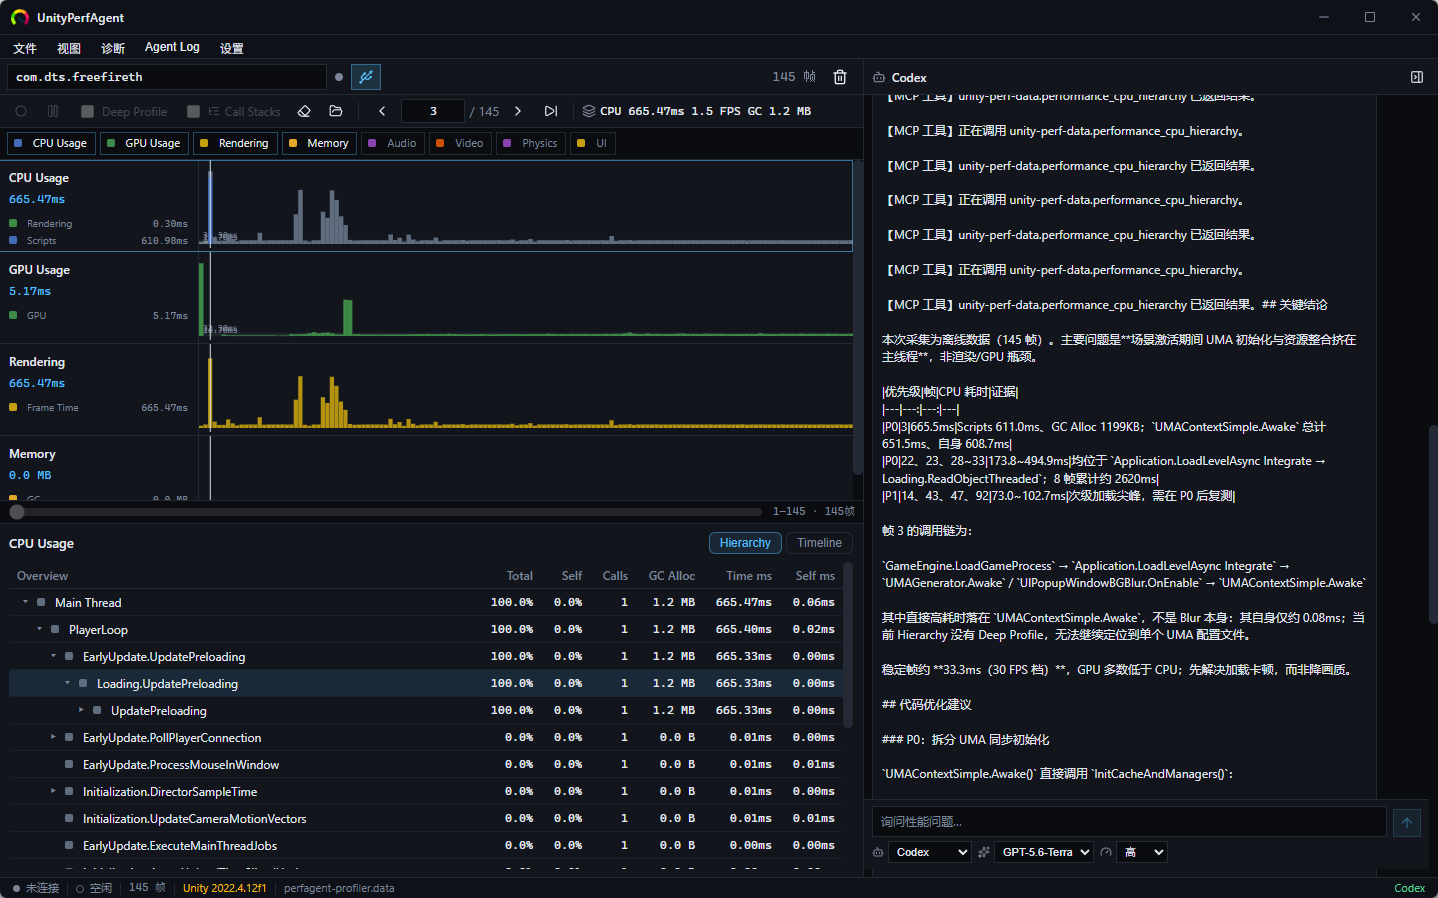 UnityPerfAgent
文件 视图 诊断 Agent Log 设置
com.dts.freefireth
145 帧
Deep Profile Call Stacks 3 / 145 CPU 665.47ms 1.5 FPS GC 1.2 MB
CPU Usage GPU Usage Rendering Memory Audio Video Physics UI
CPU Usage
665.47ms
Rendering 0.30ms
Scripts 610.98ms
GPU Usage
5.17ms
GPU 5.17ms
Rendering
665.47ms
Frame Time 665.47ms
Memory
0.0 MB
GC 0.0 MB
1—145 · 145帧
CPU Usage Hierarchy Timeline
Overview Total Self Calls GC Alloc Time ms Self ms
Main Thread 100.0% 0.0% 1 1.2 MB 665.47ms 0.06ms
PlayerLoop 100.0% 0.0% 1 1.2 MB 665.40ms 0.02ms
EarlyUpdate.UpdatePreloading 100.0% 0.0% 1 1.2 MB 665.33ms 0.00ms
Loading.UpdatePreloading 100.0% 0.0% 1 1.2 MB 665.33ms 0.00ms
UpdatePreloading 100.0% 0.0% 1 1.2 MB 665.33ms 0.00ms
EarlyUpdate.PollPlayerConnection 0.0% 0.0% 1 0.0 B 0.01ms 0.00ms
EarlyUpdate.ProcessMouseInWindow 0.0% 0.0% 1 0.0 B 0.01ms 0.01ms
Initialization.DirectorSampleTime 0.0% 0.0% 1 0.0 B 0.01ms 0.00ms
Initialization.UpdateCameraMotionVectors 0.0% 0.0% 1 0.0 B 0.01ms 0.01ms
EarlyUpdate.ExecuteMainThreadJobs 0.0% 0.0% 1 0.0 B 0.00ms 0.00ms
Codex
【MCP 工具】unity-perf-data.performance_cpu_hierarchy 已返回结果。
【MCP 工具】正在调用 unity-perf-data.performance_cpu_hierarchy。
【MCP 工具】unity-perf-data.performance_cpu_hierarchy 已返回结果。
【MCP 工具】正在调用 unity-perf-data.performance_cpu_hierarchy。
【MCP 工具】unity-perf-data.performance_cpu_hierarchy 已返回结果。
【MCP 工具】正在调用 unity-perf-data.performance_cpu_hierarchy。
【MCP 工具】unity-perf-data.performance_cpu_hierarchy 已返回结果。## 关键结论
本次采集为离线数据（145 帧）。主要问题是**场景激活期间 UMA 初始化与资源整合挤在
主线程**，非渲染/GPU 瓶颈。
|优先级|帧|CPU 耗时|证据|
|---|---:|---:|---|
|P0|3|665.5ms|Scripts 611.0ms、GC Alloc 1199KB；`UMAContextSimple.Awake` 总计
651.5ms、自身 608.7ms|
|P0|22、23、28~33|173.8~494.9ms|均位于 `Application.LoadLevelAsync Integrate →
Loading.ReadObjectThreaded`；8 帧累计约 2620ms|
|P1|14、43、47、92|73.0~102.7ms|次级加载尖峰，需在 P0 后复测|
帧 3 的调用链为：
`GameEngine.LoadGameProcess` → `Application.LoadLevelAsync Integrate` →
`UMAGenerator.Awake` / `UIPopupWindowBGBlur.OnEnable` → `UMAContextSimple.Awake`
其中直接高耗时落在 `UMAContextSimple.Awake`，不是 Blur 本身：其自身仅约 0.08ms；当
前 Hierarchy 没有 Deep Profile，无法继续定位到单个 UMA 配置文件。
稳定帧约 **33.3ms（30 FPS 档）**，GPU 多数低于 CPU；先解决加载卡顿，而非降画质。
## 代码优化建议
### P0：拆分 UMA 同步初始化
`UMAContextSimple.Awake()` 直接调用 `InitCacheAndManagers()`：
询问性能问题...
Codex GPT-5.6-Terra 高
未连接 空闲 145 帧 Unity 2022.4.12f1 perfagent-profiler.data Codex